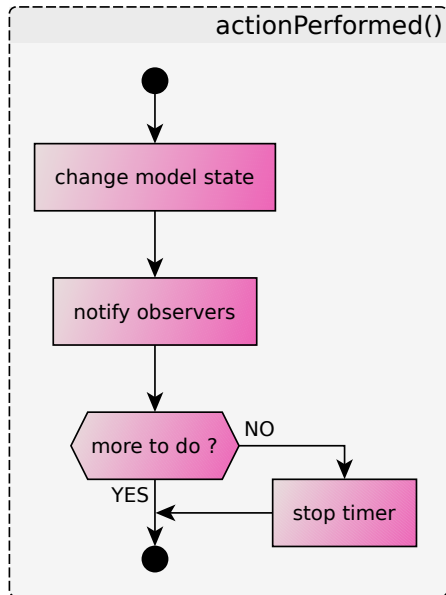 actionPerformed()
change model state
notify observers
more to do ?
NO
YES
stop timer